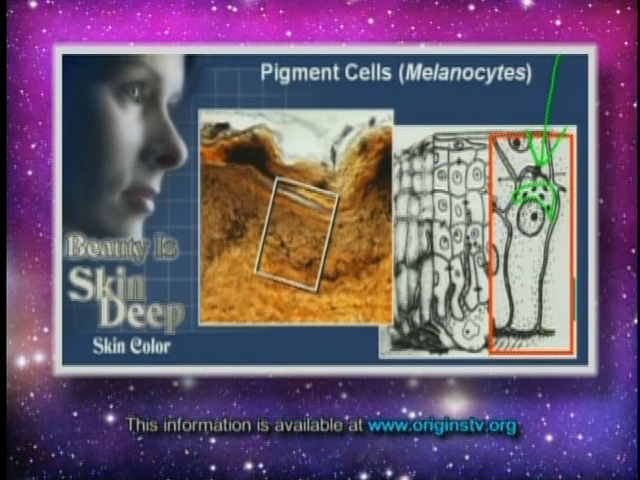 Pigment Cells (Melanocytes)
Beauty Is
Skin
Deep
Skin Color
This information is available at www.originstv.org